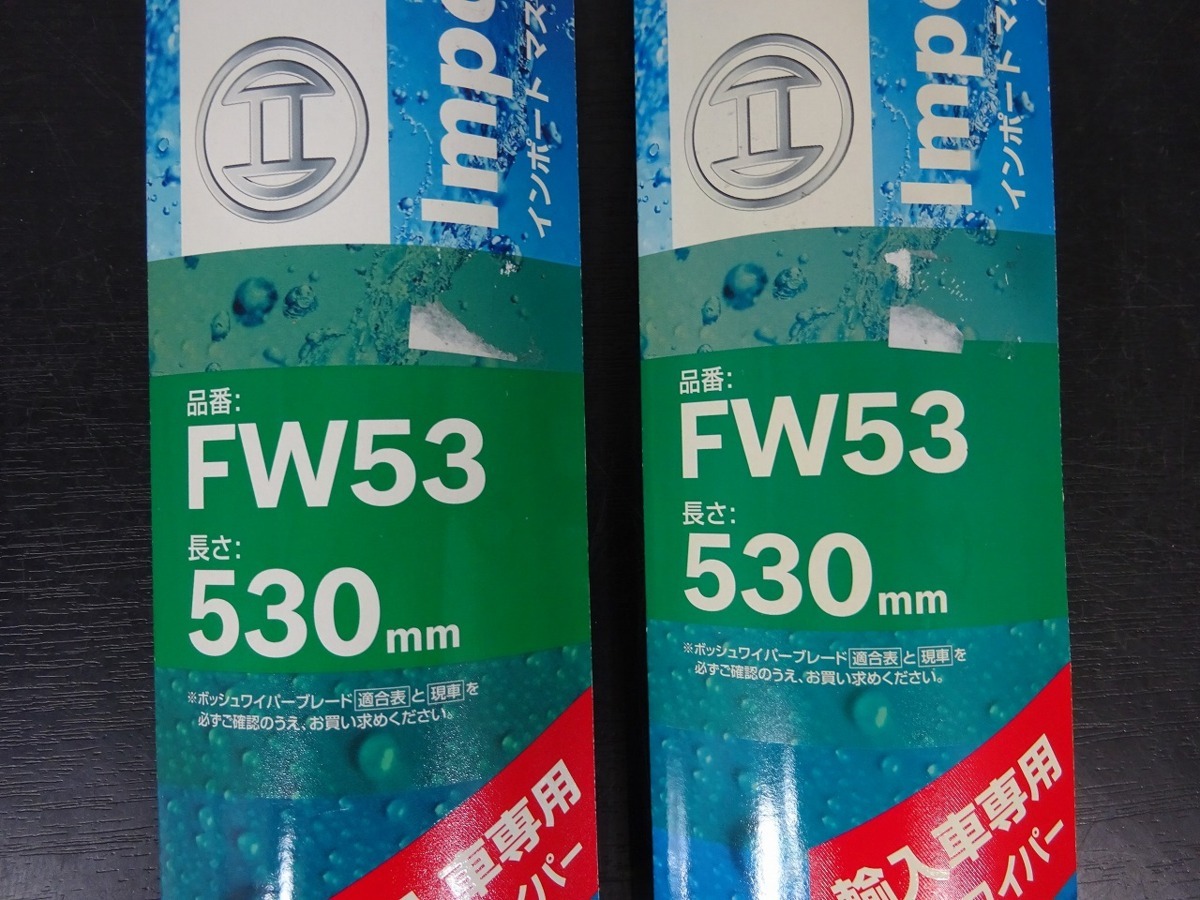 Impo
インポートマス
品番:
FW53
長さ:
530mm
※ボッシュワイパーブレード適合表と現車を
必ずご確認のうえ、お買い求めください。
車専用
イパー
Impo
インポートマス
品番:
FW53
長さ:
530mm
※ボッシュワイパーブレード適合表と現車を
必ずご確認のうえ、お買い求めください。
輸入車専用
ワイパー